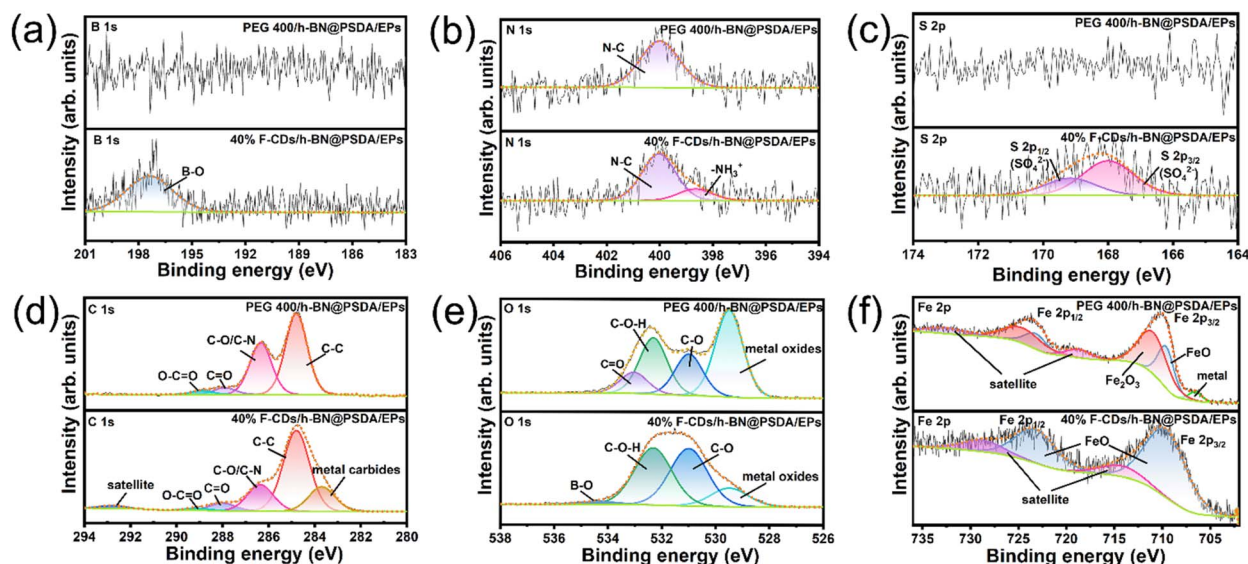 (a)
B 1s
PEG 400/h-BN@PSDA/EPs
B 1s
40% F-CDs/h-BN@PSDA/EPs
B-O
Intensity (arb. units)
201 198 195 192 189 186 183
Binding energy (eV)
(b)
N 1s
PEG 400/h-BN@PSDA/EPs
N-C
N 1s
40% F-CDs/h-BN@PSDA/EPs
N-C
-NH₃⁺
Intensity (arb. units)
406 404 402 400 398 396 394
Binding energy (eV)
(c)
S 2p
PEG 400/h-BN@PSDA/EPs
S 2p
40% F-CDs/h-BN@PSDA/EPs
S 2p₁/₂
(SO₄²⁻)
S 2p₃/₂
(SO₄²⁻)
Intensity (arb. units)
174 172 170 168 166 164
Binding energy (eV)
(d)
C 1s
PEG 400/h-BN@PSDA/EPs
C-O/C-N
C-C
O-C=O
C=O
C 1s
40% F-CDs/h-BN@PSDA/EPs
C-C
C-O/C-N
metal carbides
satellite
O-C=O
C=O
Intensity (arb. units)
294 292 290 288 286 284 282 280
Binding energy (eV)
(e)
O 1s
PEG 400/h-BN@PSDA/EPs
C-O-H
C-O
C=O
metal oxides
O 1s
40% F-CDs/h-BN@PSDA/EPs
C-O-H
C-O
B-O
metal oxides
Intensity (arb. units)
538 536 534 532 530 528 526
Binding energy (eV)
(f)
Fe 2p
PEG 400/h-BN@PSDA/EPs
Fe 2p₁/₂
Fe 2p₃/₂
FeO
satellite
Fe₂O₃
metal
Fe 2p
40% F-CDs/h-BN@PSDA/EPs
Fe 2p₁/₂
FeO
Fe 2p₃/₂
satellite
Intensity (arb. units)
735 730 725 720 715 710 705
Binding energy (eV)